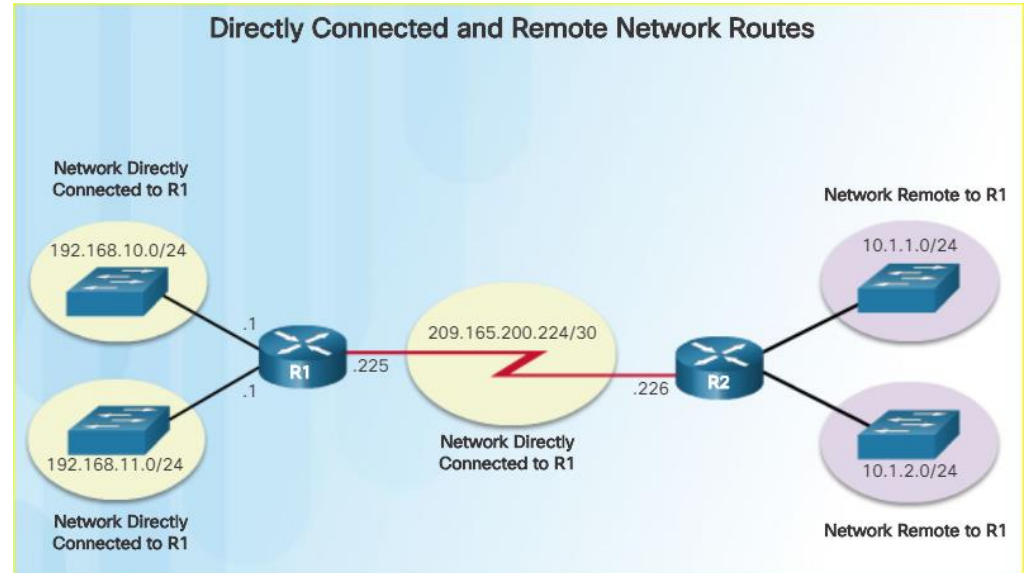 Directly Connected and Remote Network Routes
Network Directly
Connected to R1
192.168.10.0/24
.1
R1
.1
192.168.11.0/24
Network Directly
Connected to R1
.225
209.165.200.224/30
.226
Network Directly
Connected to R1
R2
Network Remote to R1
10.1.1.0/24
10.1.2.0/24
Network Remote to R1